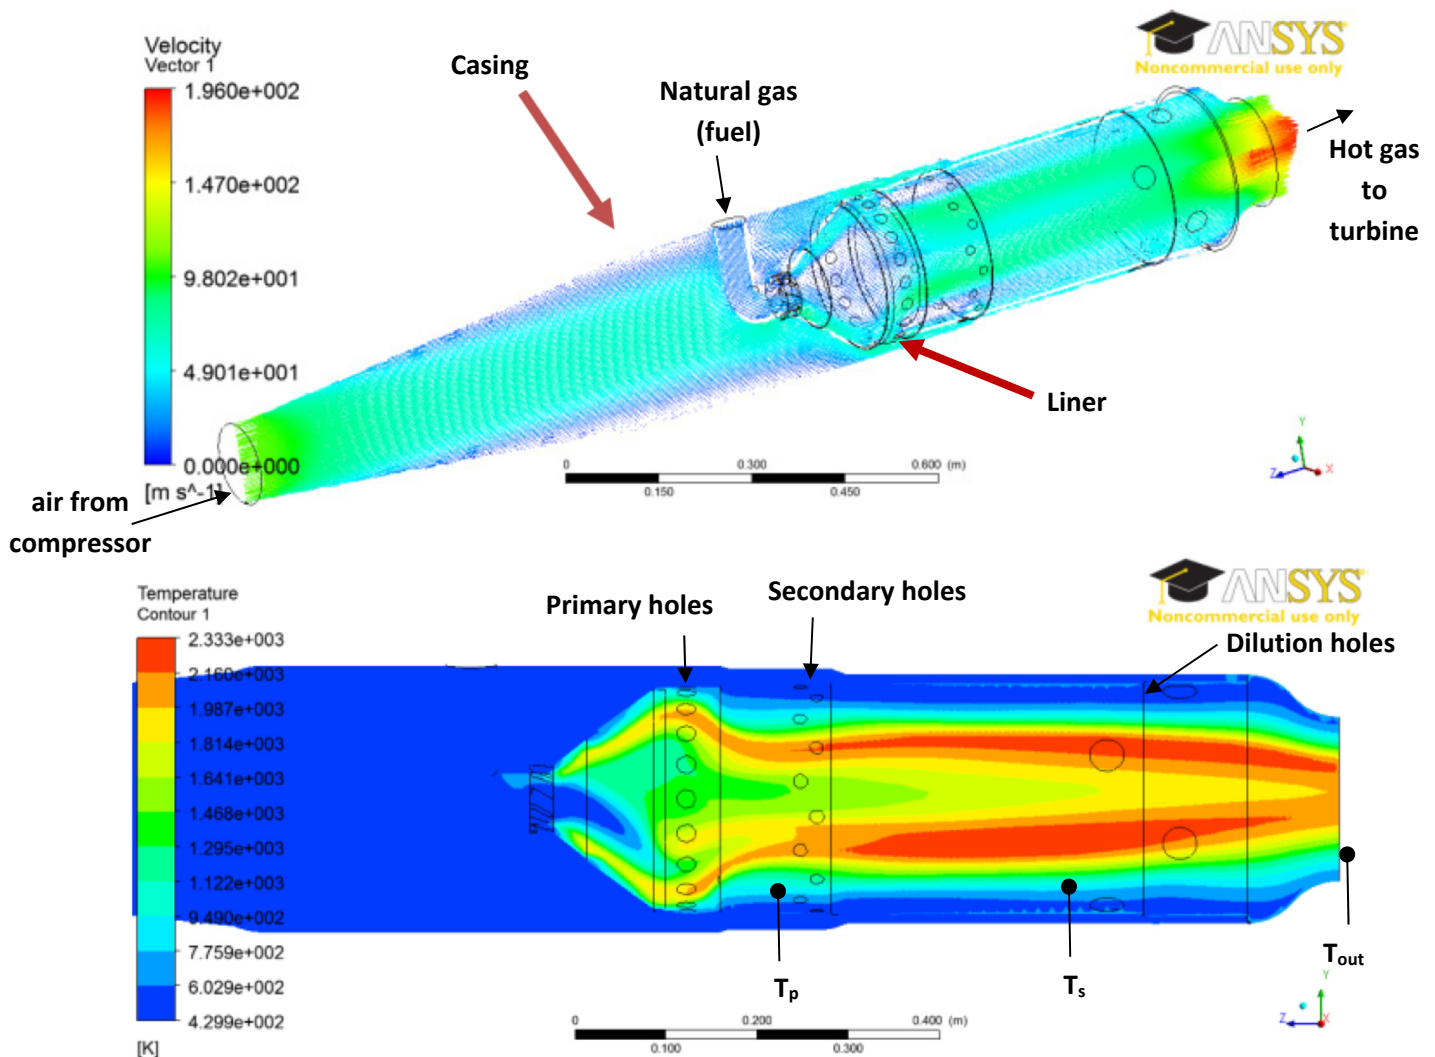 ANSYS
Noncommercial use only
Velocity
Vector 1
1.960e+002
1.470e+002
9.802e+001
4.901e+001
0.000e+000
[m s^-1]
Casing
Natural gas
(fuel)
Hot gas
to
turbine
Liner
air from
compressor
0 0.300 0.600 (m)
0.150 0.450
Y
Z X
ANSYS
Noncommercial use only
Temperature
Contour 1
2.333e+003
2.160e+003
1.987e+003
1.814e+003
1.641e+003
1.468e+003
1.295e+003
1.122e+003
9.490e+002
7.759e+002
6.029e+002
4.299e+002
[K]
Primary holes
Secondary holes
Dilution holes
Tp
Ts
Tout
0 0.200 0.400 (m)
0.100 0.300
Y
Z X